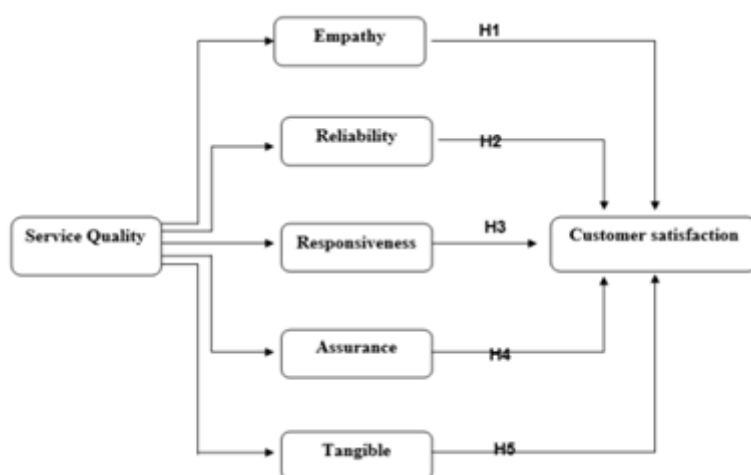 Empathy
H1
Reliability
H2
Service Quality
Responsiveness
H3
Customer satisfaction
Assurance
H4
Tangible
H5